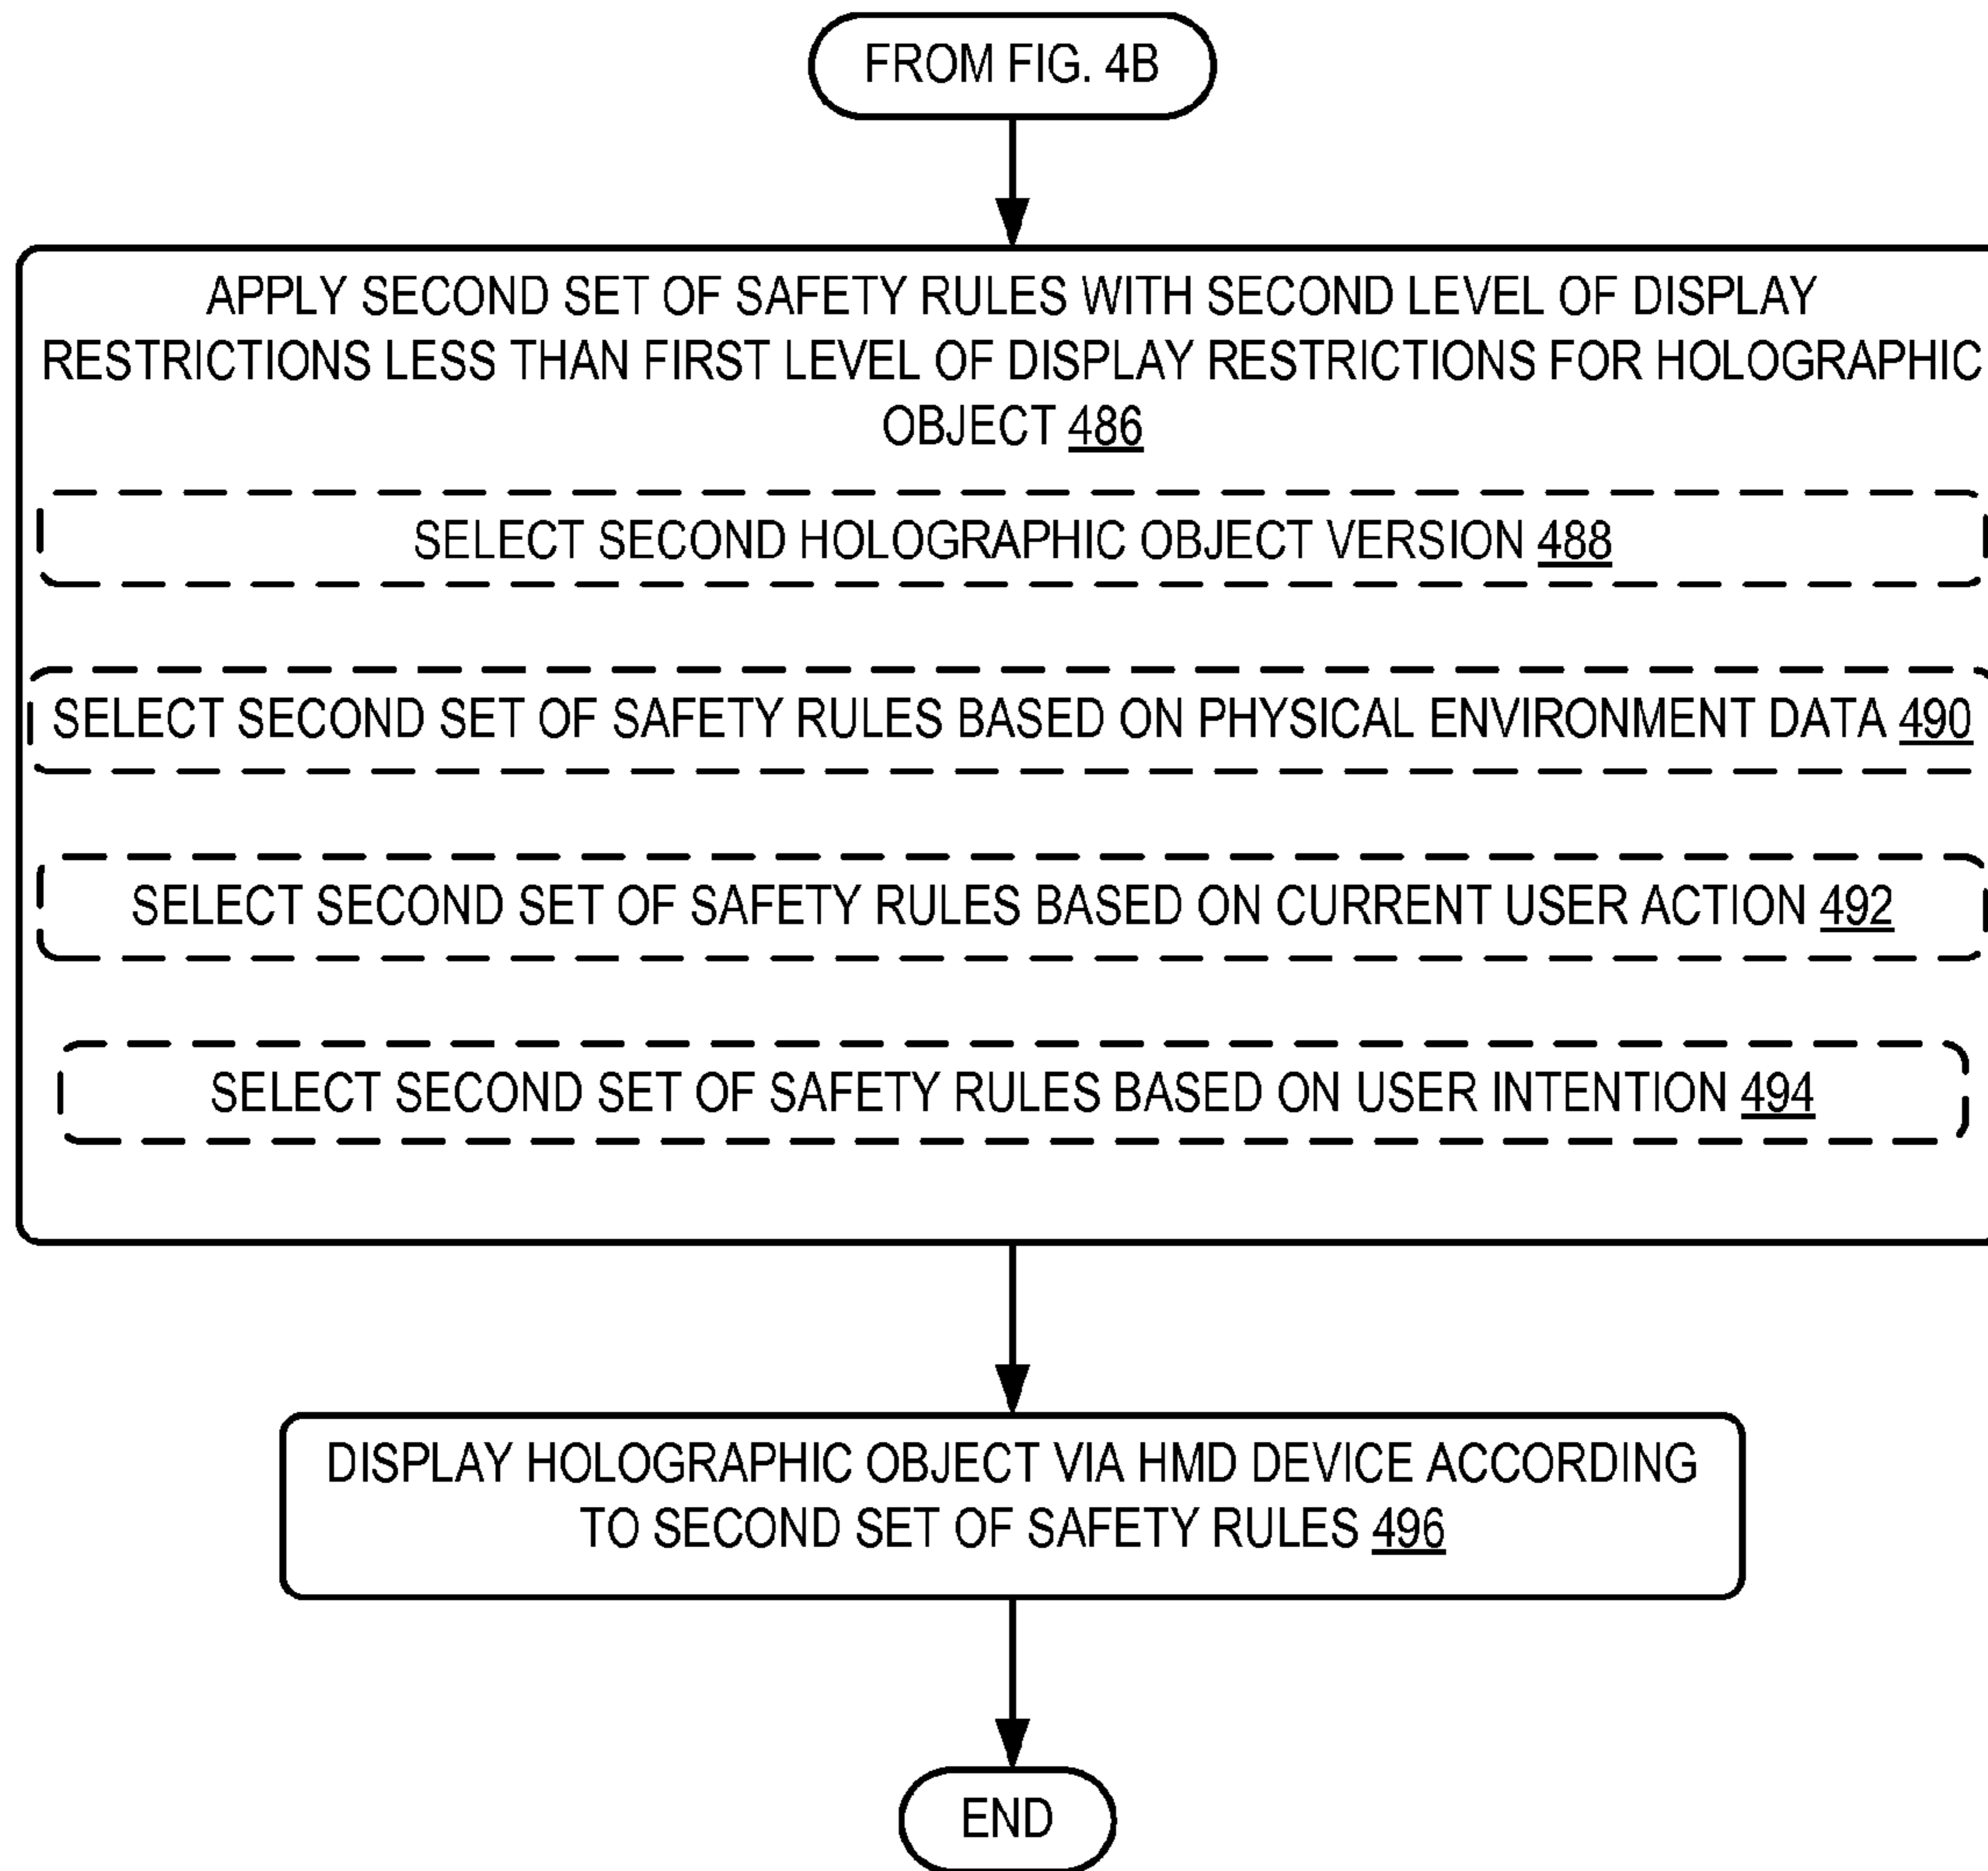 FROM FIG. 4B
APPLY SECOND SET OF SAFETY RULES WITH SECOND LEVEL OF DISPLAY
RESTRICTIONS LESS THAN FIRST LEVEL OF DISPLAY RESTRICTIONS FOR HOLOGRAPHIC
OBJECT 486
SELECT SECOND HOLOGRAPHIC OBJECT VERSION 488
SELECT SECOND SET OF SAFETY RULES BASED ON PHYSICAL ENVIRONMENT DATA 490
SELECT SECOND SET OF SAFETY RULES BASED ON CURRENT USER ACTION 492
SELECT SECOND SET OF SAFETY RULES BASED ON USER INTENTION 494
DISPLAY HOLOGRAPHIC OBJECT VIA HMD DEVICE ACCORDING
TO SECOND SET OF SAFETY RULES 496
END